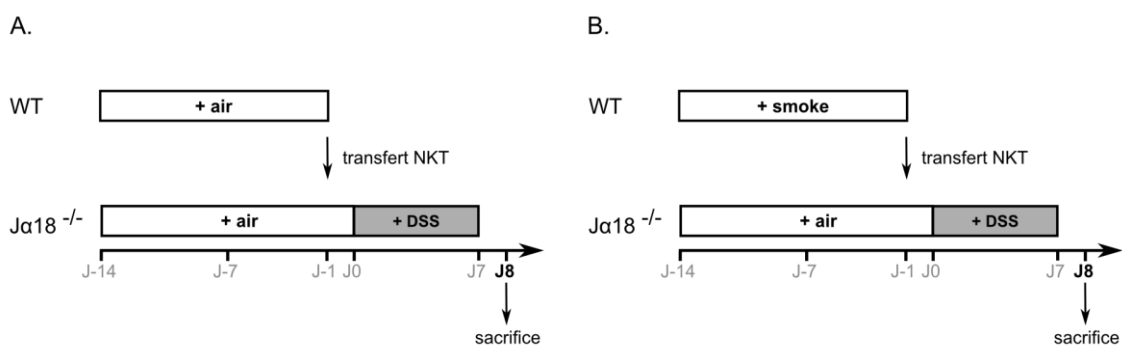 A.
WT
+ air
transfert NKT
Jα18 -/-
+ air
+ DSS
J-14
J-7
J-1
J0
J7
J8
sacrifice
B.
WT
+ smoke
transfert NKT
Jα18 -/-
+ air
+ DSS
J-14
J-7
J-1
J0
J7
J8
sacrifice